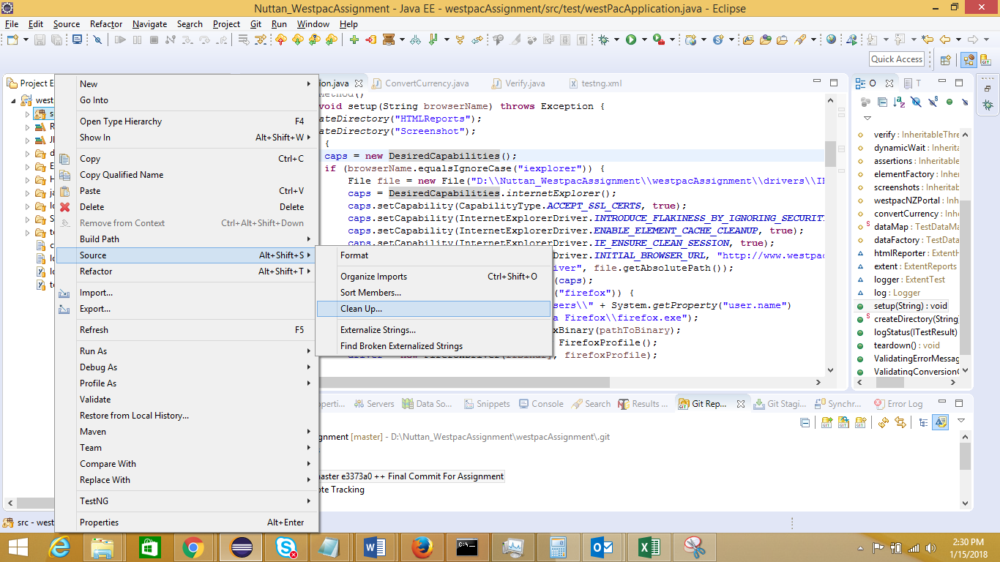 Nuttan_WestpacAssignment - Java EE - westpacAssignment/src/test/westPacApplication.java - Eclipse
File Edit Source Refactor Navigate Search Project Git Run Window Help
Quick Access
Project E
ion.java ConvertCurrency.java Verify.java testng.xml
O T
west
New
Go Into
Open Type Hierarchy F4
Show In Alt+Shift+W
Copy Ctrl+C
Copy Qualified Name
Paste Ctrl+V
Delete Delete
Remove from Context Ctrl+Alt+Shift+Down
Build Path
Source Alt+Shift+S
Refactor Alt+Shift+T
Import...
Export...
Refresh F5
Run As
Debug As
Profile As
Validate
Restore from Local History...
Maven
Team
Compare With
Replace With
TestNG
Properties Alt+Enter
Format
Organize Imports Ctrl+Shift+O
Sort Members...
Clean Up...
Externalize Strings...
Find Broken Externalized Strings
void setup(String browserName) throws Exception {
ateDirectory("HTMLReports");
ateDirectory("Screenshot");
{
caps = new DesiredCapabilities();
if (browserName.equalsIgnoreCase("iexplorer")) {
File file = new File("D:\\Nuttan_WestpacAssignment\\westpacAssignment\\drivers\\IE
caps = DesiredCapabilities.internetExplorer();
caps.setCapability(CapabilityType.ACCEPT_SSL_CERTS, true);
caps.setCapability(InternetExplorerDriver.INTRODUCE_FLAKINESS_BY_IGNORING_SECURIT
caps.setCapability(InternetExplorerDriver.ENABLE_ELEMENT_CACHE_CLEANUP, true);
caps.setCapability(InternetExplorerDriver.IE_ENSURE_CLEAN_SESSION, true);
rDriver.INITIAL_BROWSER_URL, "http://www.westpac
iver", file.getAbsolutePath());
(caps);
("firefox")) {
sers\\" + System.getProperty("user.name")
a Firefox\\firefox.exe");
xBinary(pathToBinary);
FirefoxProfile();
driver = new FirefoxDriver(ffBinary, firefoxProfile);
verify : InheritableThre
dynamicWait : Inherita
assertions : Inheritable
elementFactory : Inher
screenshots : Inheritab
westpacNZPortal : Inh
convertCurrency : Inhe
dataMap : TestDataMa
dataFactory : TestData
htmlReporter : ExtentH
extent : ExtentReports
logger : ExtentTest
log : Logger
setup(String) : void
createDirectory(String)
logStatus(ITestResult)
teardown() : void
ValidatingErrorMessag
ValidatingConversionC
operti... Servers Data So... Snippets Console Search Results ... Git Rep... Git Stagi... Synchr... Error Log
gnment [master] - D:\Nuttan_WestpacAssignment\westpacAssignment\.git
master e3373a0 ++ Final Commit For Assignment
ote Tracking
src - west
2:30 PM
1/15/2018